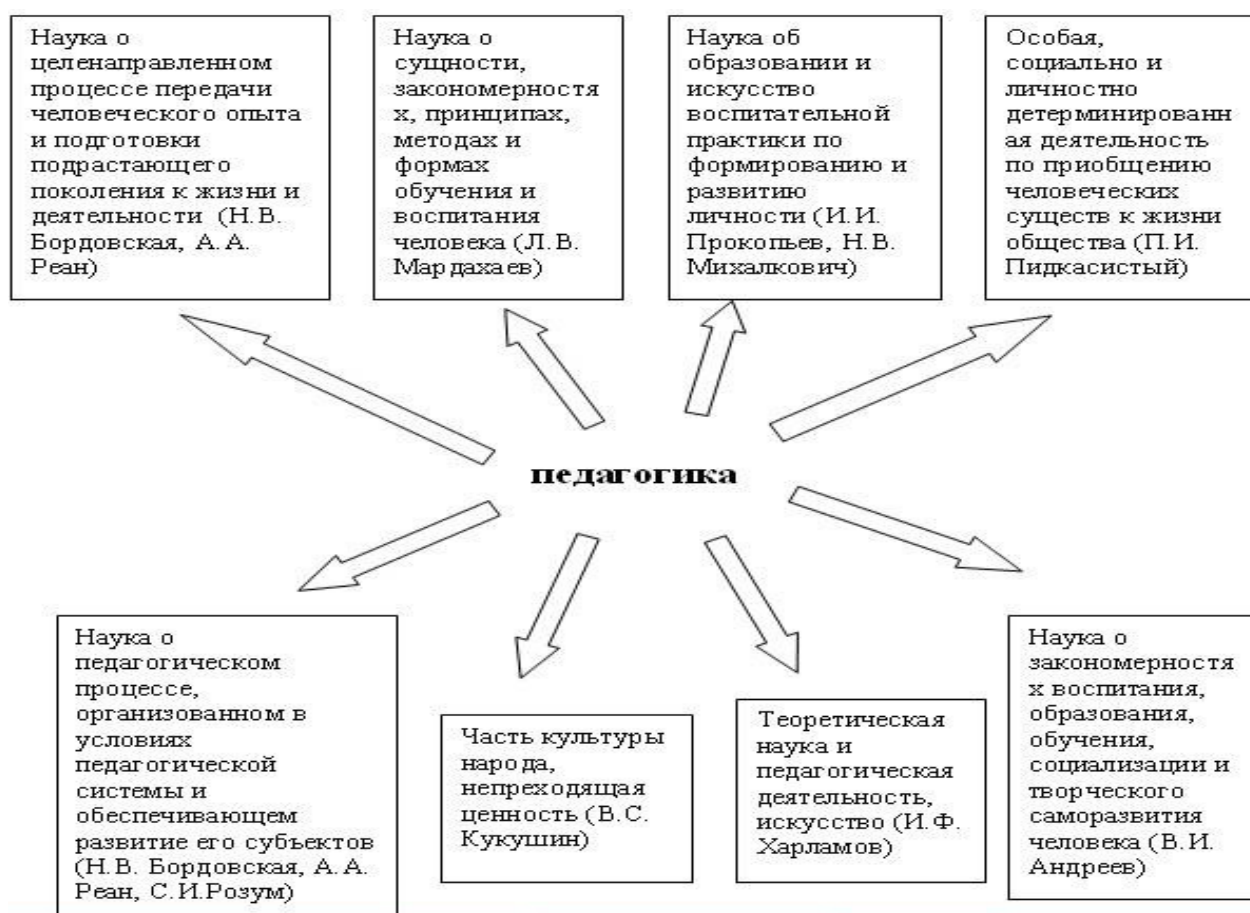 Наука о
целенаправленном
процессе передачи
человеческого опыта
и подготовки
подрастающего
поколения к жизни и
деятельности (Н.В.
Бордовская, А.А.
Реан)
Наука о
сущности,
закономерностя
х, принципах,
методах и
формах
обучения и
воспитания
человека (Л.В.
Мардахаев)
Наука об
образовании и
искусство
воспитательной
практики по
формированию и
развитию
личности (И.И.
Прокопьев, Н.В.
Михалкович)
Особая,
социально и
личностно
детерминированн
ая деятельность
по приобщению
человеческих
существ к жизни
общества (П.И.
Пидкасистый)
педагогика
Наука о
педагогическом
процессе,
организованном в
условиях
педагогической
системы и
обеспечивающем
развитие его субъектов
(Н.В. Бордовская, А.А.
Реан, С.И.Розум)
Часть культуры
народа,
непреходящая
ценность (В.С.
Кукушин)
Теоретическая
наука и
педагогическая
деятельность,
искусство (И.Ф.
Харламов)
Наука о
закономерностя
х воспитания,
образования,
обучения,
социализации и
творческого
саморазвития
человека (В.И.
Андреев)